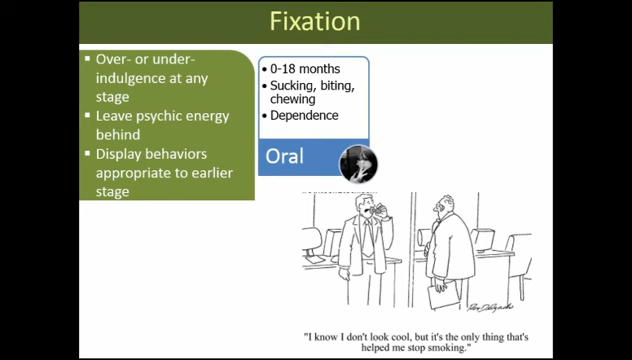 Fixation
Over- or under-
indulgence at any
stage
Leave psychic energy
behind
Display behaviors
appropriate to earlier
stage
0-18 months
Sucking, biting,
chewing
Dependence
Oral
"I know I don't look cool, but it's the only thing that's
helped me stop smoking."